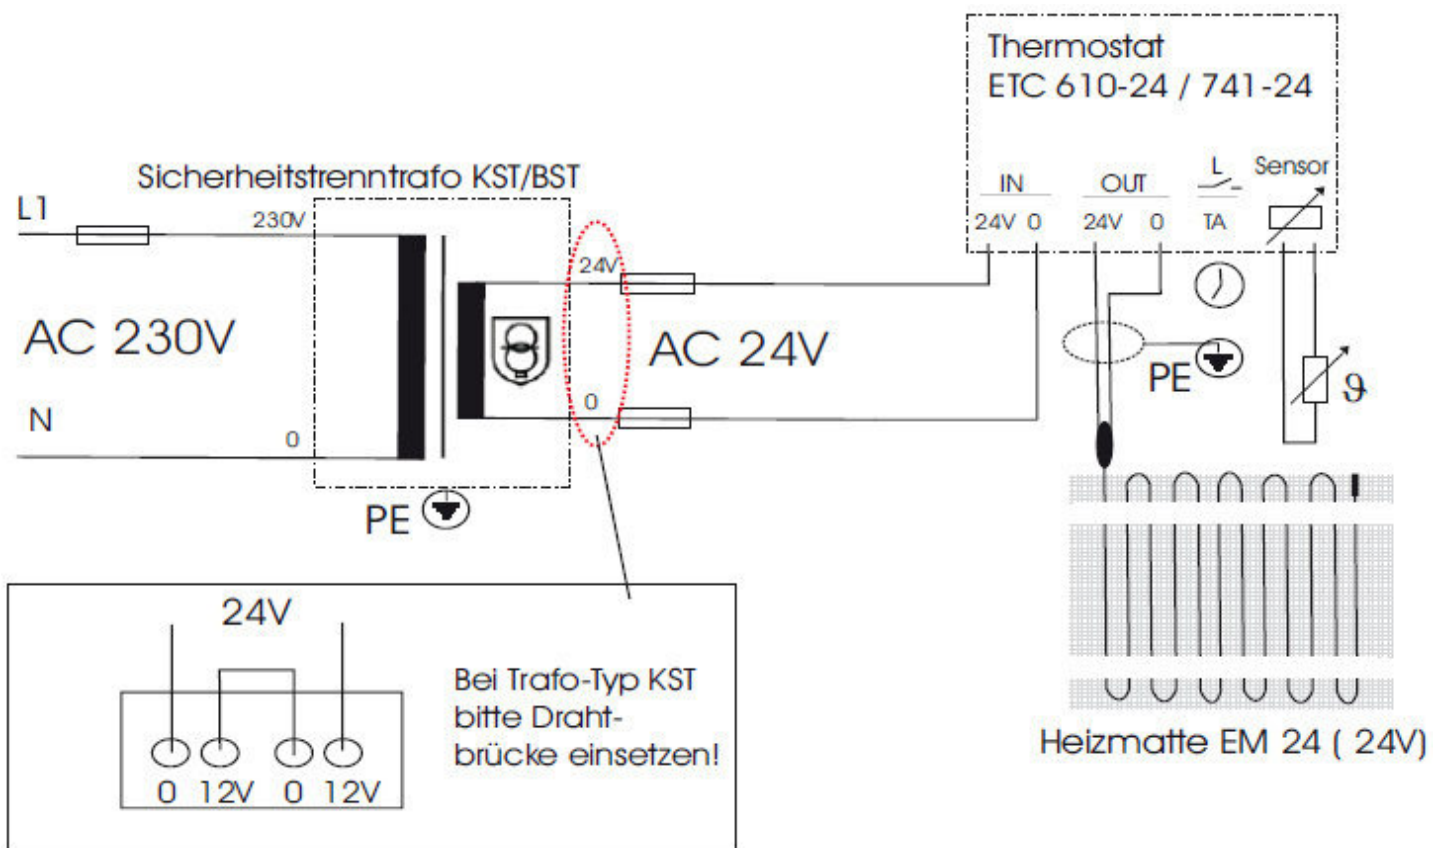 Thermostat
ETC 610-24 / 741-24
IN OUT L Sensor
24V 0 24V 0 TA
Sicherheitstrenntrafo KST/BST
L1
230V
24V
AC 230V
AC 24V
N
0
0
PE
PE
ϑ
24V
0 12V 0 12V
Bei Trafo-Typ KST
bitte Draht-
brücke einsetzen!
Heizmatte EM 24 ( 24V)